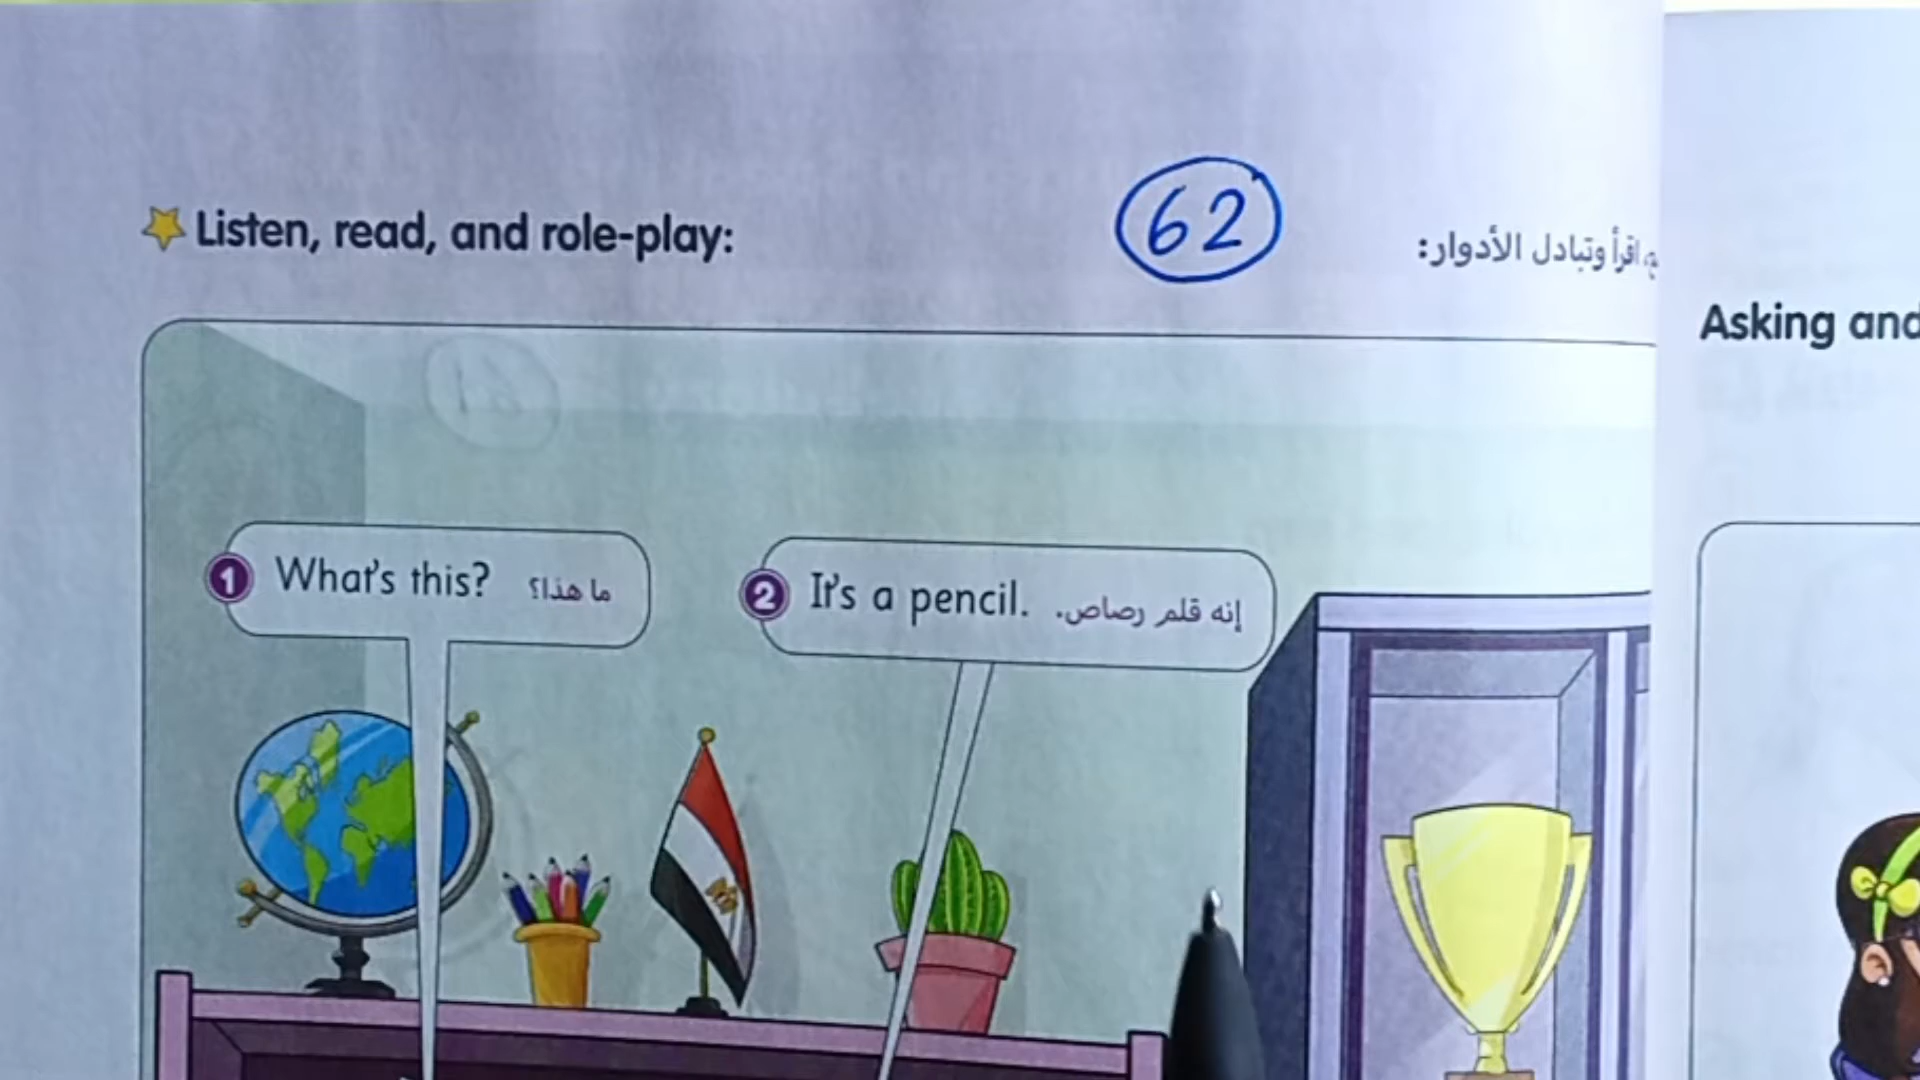 Listen, read, and role-play:
62
اقرأ وتبادل الأدوار:
1 What's this? ما هذا؟
2 It's a pencil. إنه قلم رصاص.
Asking and